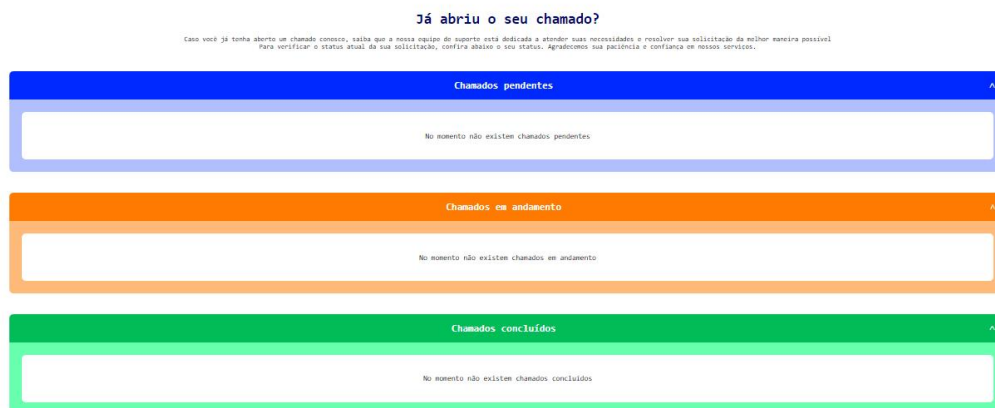 Já abriu o seu chamado?
Caso você já tenha aberto um chamado conosco, saiba que a nossa equipe de suporte está dedicada a atender suas necessidades e resolver sua solicitação da melhor maneira possível
Para verificar o status atual da sua solicitação, confira abaixo o seu status. Agradecemos sua paciência e confiança em nossos serviços.
Chamados pendentes
No momento não existem chamados pendentes
Chamados em andamento
No momento não existem chamados em andamento
Chamados concluídos
No momento não existem chamados concluidos